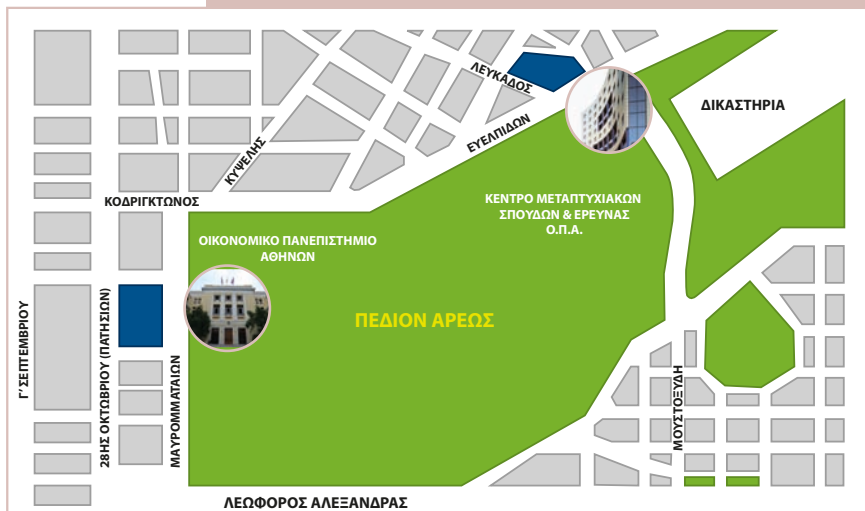 ΛΕΥΚΑΔΟΣ
ΔΙΚΑΣΤΗΡΙΑ
ΕΥΕΛΠΙΔΩΝ
ΚΥΨΕΛΗΣ
ΚΟΔΡΙΓΚΤΩΝΟΣ
ΚΕΝΤΡΟ ΜΕΤΑΠΤΥΧΙΑΚΩΝ
ΣΠΟΥΔΩΝ & ΕΡΕΥΝΑΣ
Ο.Π.Α.
ΟΙΚΟΝΟΜΙΚΟ ΠΑΝΕΠΙΣΤΗΜΙΟ
ΑΘΗΝΩΝ
ΠΕΔΙΟΝ ΑΡΕΩΣ
Γ' ΣΕΠΤΕΜΒΡΙΟΥ
28ΗΣ ΟΚΤΩΒΡΙΟΥ (ΠΑΤΗΣΙΩΝ)
ΜΑΥΡΟΜΜΑΤΑΙΩΝ
ΜΟΥΣΤΟΞΥΔΗ
ΛΕΩΦΟΡΟΣ ΑΛΕΞΑΝΔΡΑΣ